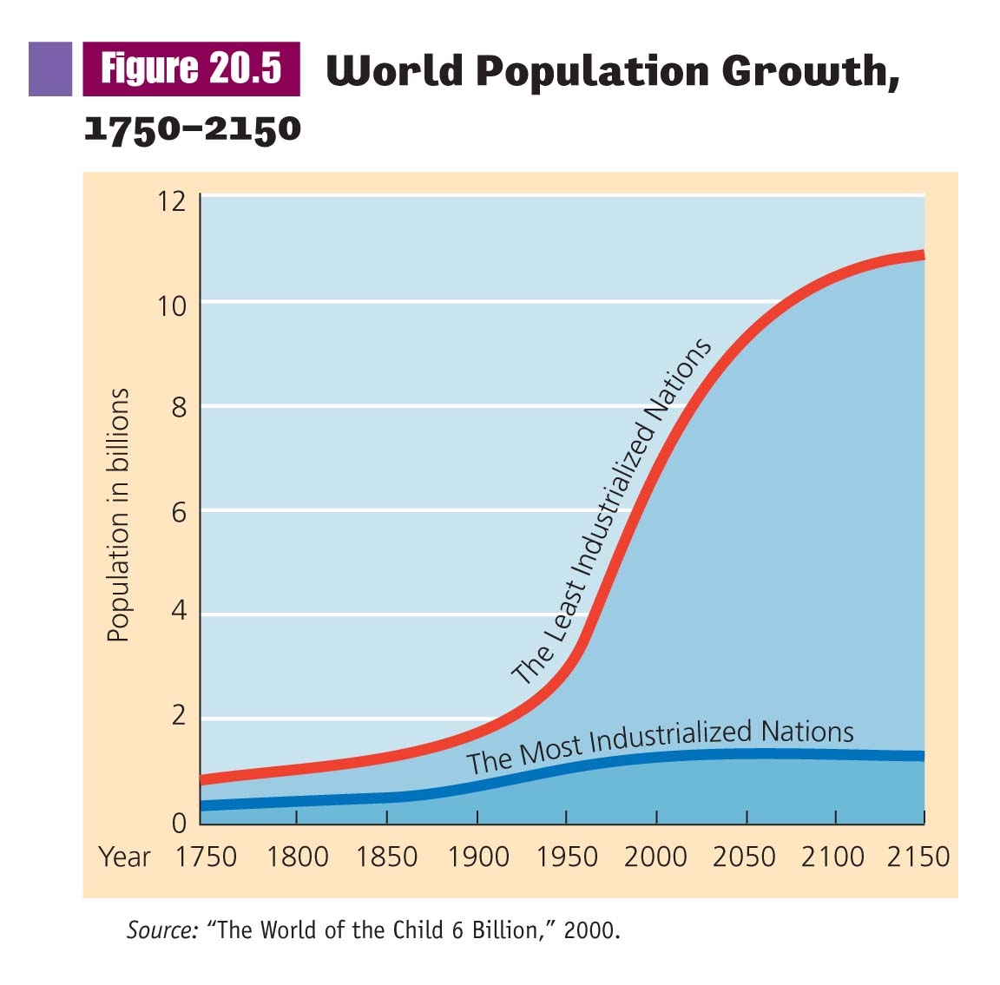 Figure 20.5 World Population Growth,
1750–2150
12
10
8
6
4
2
0
Population in billions
The Least Industrialized Nations
The Most Industrialized Nations
Year 1750 1800 1850 1900 1950 2000 2050 2100 2150
Source: “The World of the Child 6 Billion,” 2000.